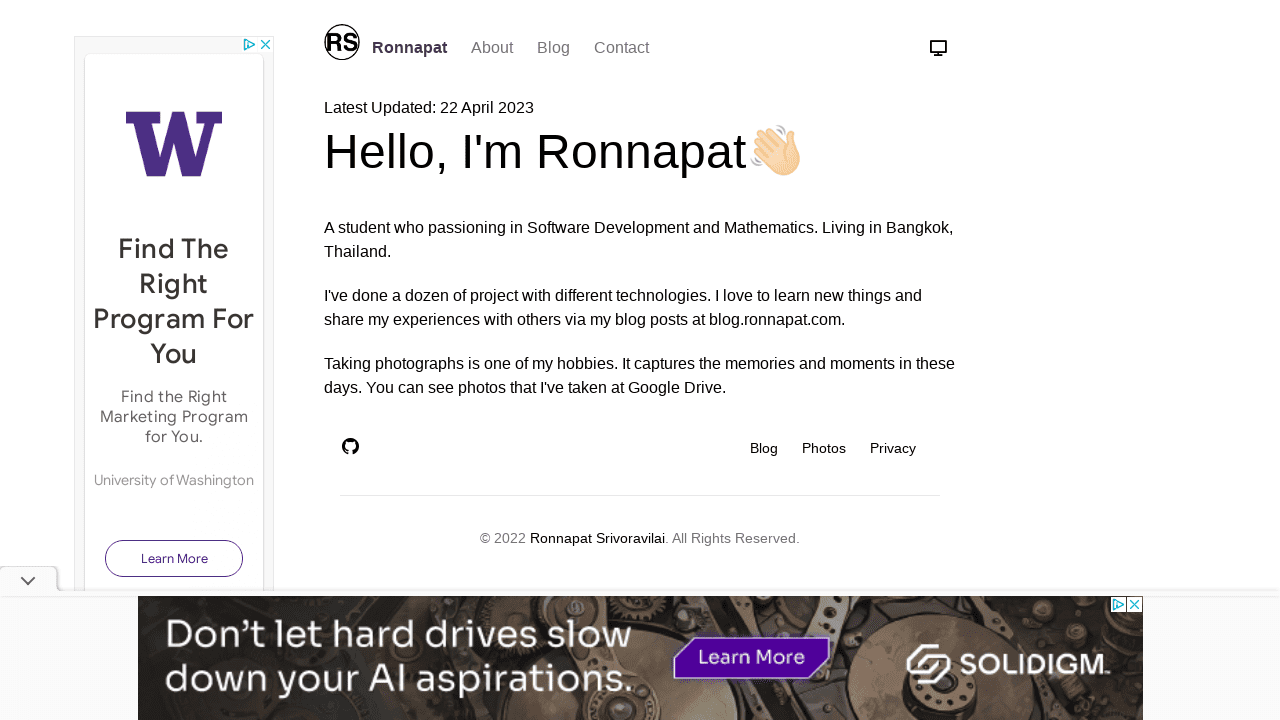 RS
Ronnapat
About
Blog
Contact
Latest Updated: 22 April 2023
Hello, I'm Ronnapat👋🏻
A student who passioning in Software Development and Mathematics. Living in Bangkok,
Thailand.
I've done a dozen of project with different technologies. I love to learn new things and
share my experiences with others via my blog posts at blog.ronnapat.com.
Taking photographs is one of my hobbies. It captures the memories and moments in these
days. You can see photos that I've taken at Google Drive.
Blog
Photos
Privacy
© 2022 Ronnapat Srivoravilai. All Rights Reserved.
W
Find The
Right
Program For
You
Find the Right
Marketing Program
for You.
University of Washington
Learn More
Don't let hard drives slow
down your AI aspirations.
Learn More
SOLIDIGM